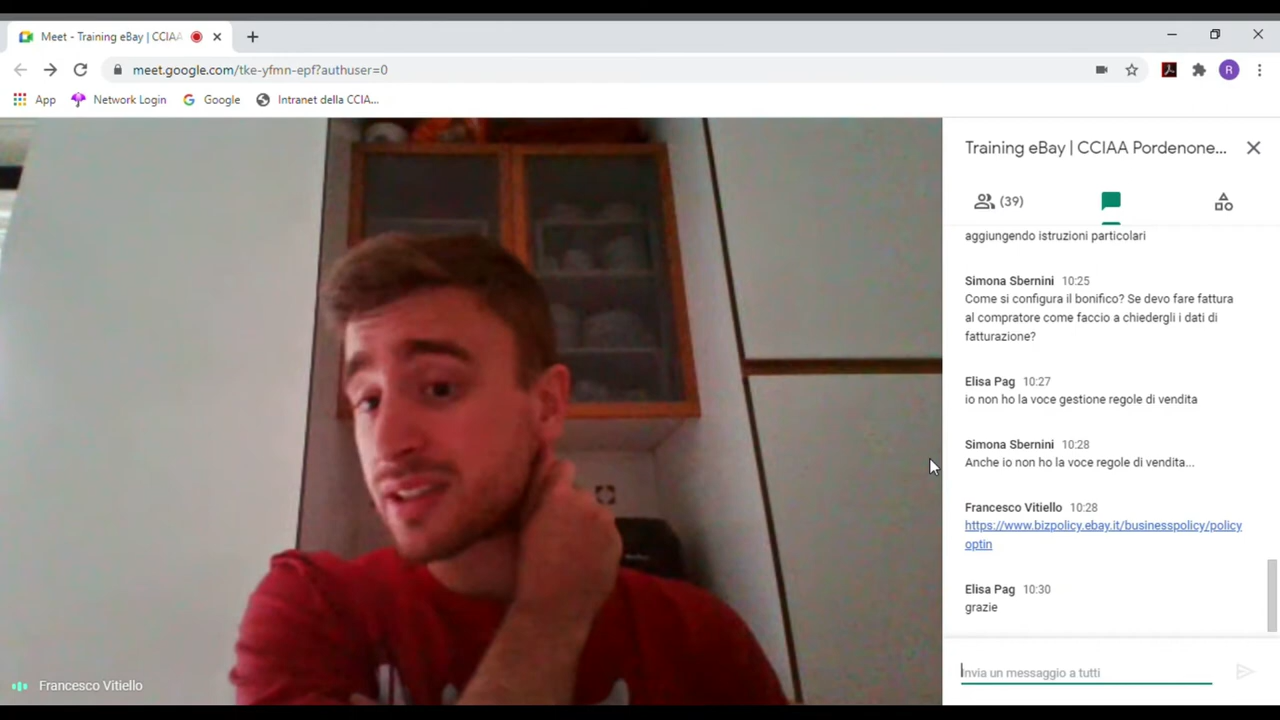 Meet - Training eBay | CCIAA
meet.google.com/tke-yfmn-epf?authuser=0
R
App
Network Login
Google
Intranet della CCIA...
Training eBay | CCIAA Pordenone...
(39)
aggiungendo istruzioni particolari
Simona Sbernini 10:25
Come si configura il bonifico? Se devo fare fattura
al compratore come faccio a chiedergli i dati di
fatturazione?
Elisa Pag 10:27
io non ho la voce gestione regole di vendita
Simona Sbernini 10:28
Anche io non ho la voce regole di vendita...
Francesco Vitiello 10:28
https://www.bizpolicy.ebay.it/businesspolicy/policy
optin
Elisa Pag 10:30
grazie
Invia un messaggio a tutti
Francesco Vitiello